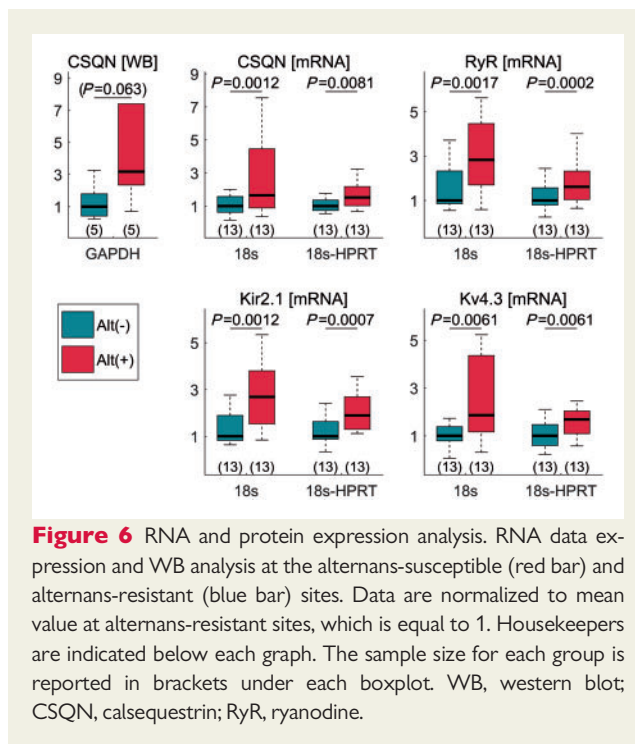 CSQN [WB]
9
7
5
3
1
(P=0.063)
(5) (5)
GAPDH
CSQN [mRNA]
9
7
5
3
1
P=0.0012 P=0.0081
(13) (13) (13) (13)
18s 18s-HPRT
RyR [mRNA]
5
3
1
P=0.0017 P=0.0002
(13) (13) (13) (13)
18s 18s-HPRT
Alt(-)
Alt(+)
Kir2.1 [mRNA]
5
3
1
P=0.0012 P=0.0007
(13) (13) (13) (13)
18s 18s-HPRT
Kv4.3 [mRNA]
5
3
1
P=0.0061 P=0.0061
(13) (13) (13) (13)
18s 18s-HPRT
Figure 6 RNA and protein expression analysis. RNA data ex-
pression and WB analysis at the alternans-susceptible (red bar) and
alternans-resistant (blue bar) sites. Data are normalized to mean
value at alternans-resistant sites, which is equal to 1. Housekeepers
are indicated below each graph. The sample size for each group is
reported in brackets under each boxplot. WB, western blot;
CSQN, calsequestrin; RyR, ryanodine.